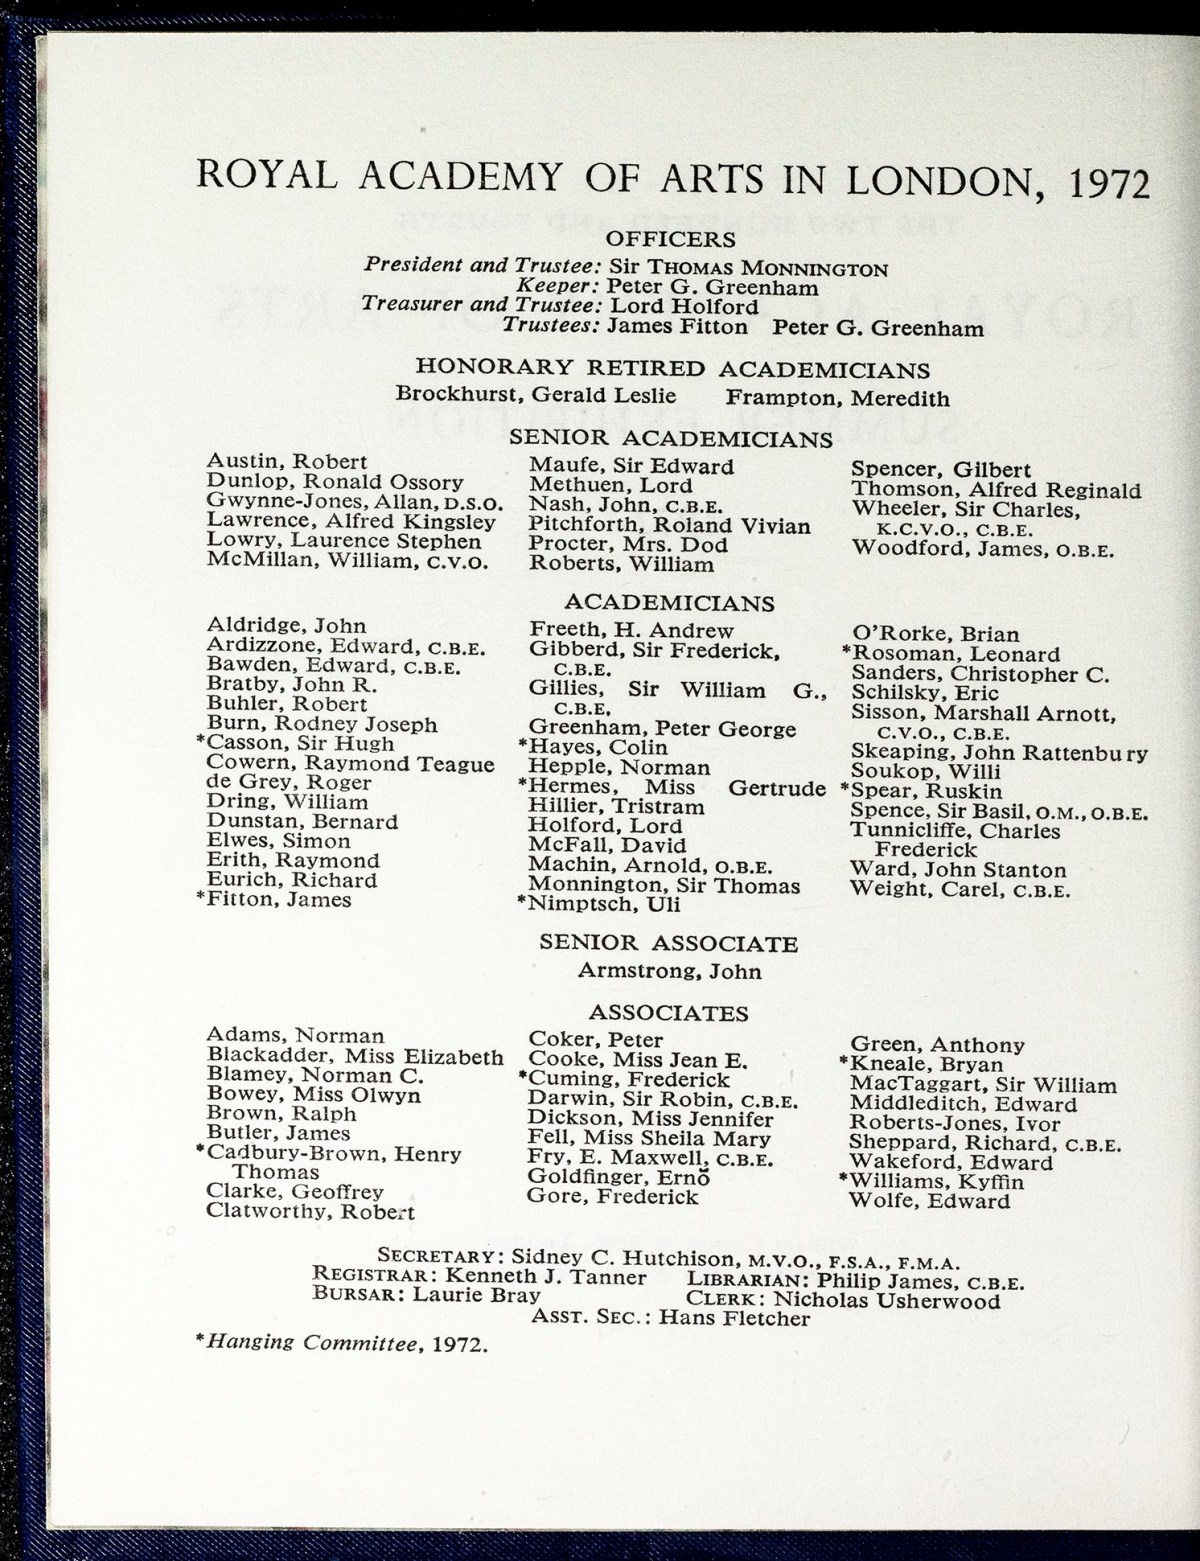 ROYAL ACADEMY OF ARTS IN LONDON, 1972
OFFICERS
President and Trustee: Sir THOMAS MONNINGTON
Keeper: Peter G. Greenham
Treasurer and Trustee: Lord Holford
Trustees: James Fitton Peter G. Greenham
HONORARY RETIRED ACADEMICIANS
Brockhurst, Gerald Leslie Frampton, Meredith
SENIOR ACADEMICIANS
Austin, Robert
Dunlop, Ronald Ossory
Gwynne-Jones, Allan, D.S.O.
Lawrence, Alfred Kingsley
Lowry, Laurence Stephen
McMillan, William, C.V.O.
Maufe, Sir Edward
Methuen, Lord
Nash, John, C.B.E.
Pitchforth, Roland Vivian
Procter, Mrs. Dod
Roberts, William
Spencer, Gilbert
Thomson, Alfred Reginald
Wheeler, Sir Charles,
K.C.V.O., C.B.E.
Woodford, James, O.B.E.
ACADEMICIANS
Aldridge, John
Ardizzone, Edward, C.B.E.
Bawden, Edward, C.B.E.
Bratby, John R.
Buhler, Robert
Burn, Rodney Joseph
*Casson, Sir Hugh
Cowern, Raymond Teague
de Grey, Roger
Dring, William
Dunstan, Bernard
Elwes, Simon
Erith, Raymond
Eurich, Richard
*Fitton, James
Freeth, H. Andrew
Gibberd, Sir Frederick,
C.B.E.
Gillies, Sir William G.,
C.B.E.
Greenham, Peter George
*Hayes, Colin
Hepple, Norman
*Hermes, Miss Gertrude
Hillier, Tristram
Holford, Lord
McFall, David
Machin, Arnold, O.B.E.
Monnington, Sir Thomas
*Nimptsch, Uli
O'Rorke, Brian
*Rosoman, Leonard
Sanders, Christopher C.
Schilsky, Eric
Sisson, Marshall Arnott,
C.V.O., C.B.E.
Skeaping, John Rattenbury
Soukop, Willi
*Spear, Ruskin
Spence, Sir Basil, O.M., O.B.E.
Tunnicliffe, Charles
Frederick
Ward, John Stanton
Weight, Carel, C.B.E.
SENIOR ASSOCIATE
Armstrong, John
ASSOCIATES
Adams, Norman
Blackadder, Miss Elizabeth
Blamey, Norman C.
Bowey, Miss Olwyn
Brown, Ralph
Butler, James
*Cadbury-Brown, Henry
Thomas
Clarke, Geoffrey
Clatworthy, Robert
Coker, Peter
Cooke, Miss Jean E.
*Cuming, Frederick
Darwin, Sir Robin, C.B.E.
Dickson, Miss Jennifer
Fell, Miss Sheila Mary
Fry, E. Maxwell, C.B.E.
Goldfinger, Ernö
Gore, Frederick
Green, Anthony
*Kneale, Bryan
MacTaggart, Sir William
Middleditch, Edward
Roberts-Jones, Ivor
Sheppard, Richard, C.B.E.
Wakeford, Edward
*Williams, Kyffin
Wolfe, Edward
SECRETARY: Sidney C. Hutchison, M.V.O., F.S.A., F.M.A.
REGISTRAR: Kenneth J. Tanner LIBRARIAN: Philip James, C.B.E.
BURSAR: Laurie Bray CLERK: Nicholas Usherwood
ASST. SEC.: Hans Fletcher
*Hanging Committee, 1972.